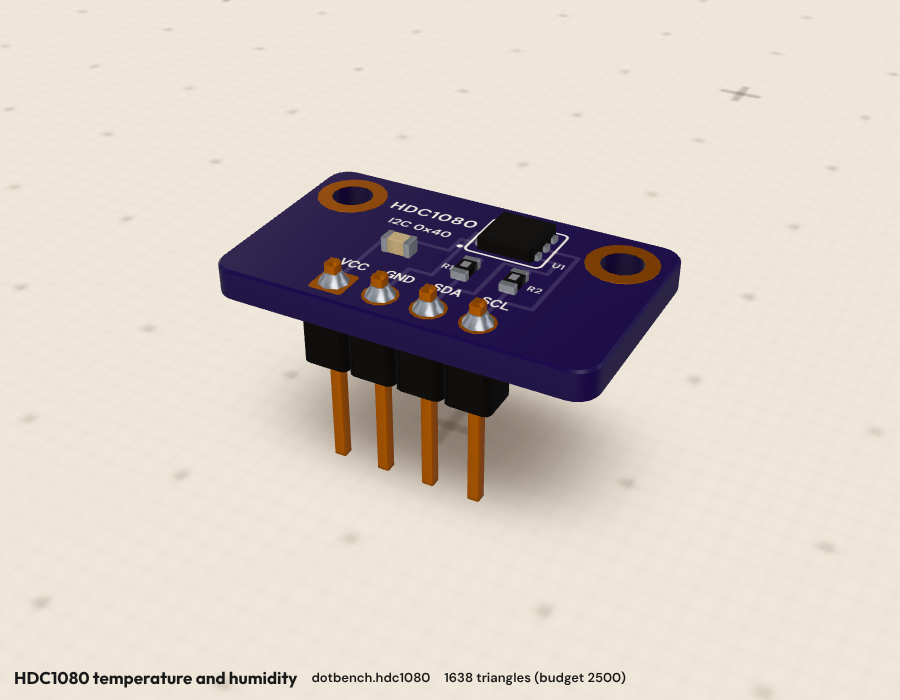 HDC1080
I2C 0x40
U1
R1
R2
VCC GND SDA SCL
HDC1080 temperature and humidity dotbench.hdc1080 1638 triangles (budget 2500)